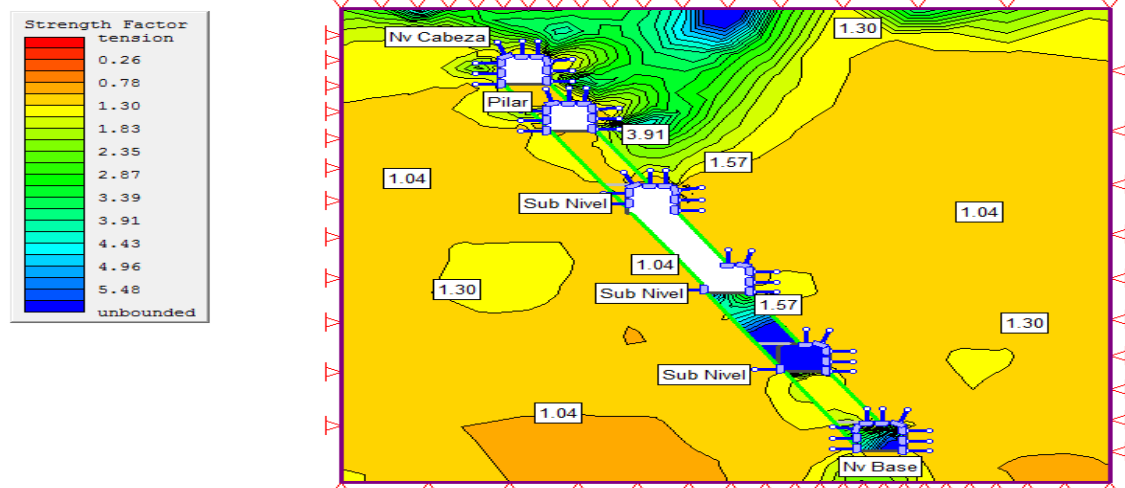 Strength Factor
tension
0.26
0.78
1.30
1.83
2.35
2.87
3.39
3.91
4.43
4.96
5.48
unbounded
1.30
Nv Cabeza
Pilar
3.91
1.57
1.04
Sub Nivel
1.04
1.04
1.30
Sub Nivel
1.57
1.30
Sub Nivel
1.04
Nv Base